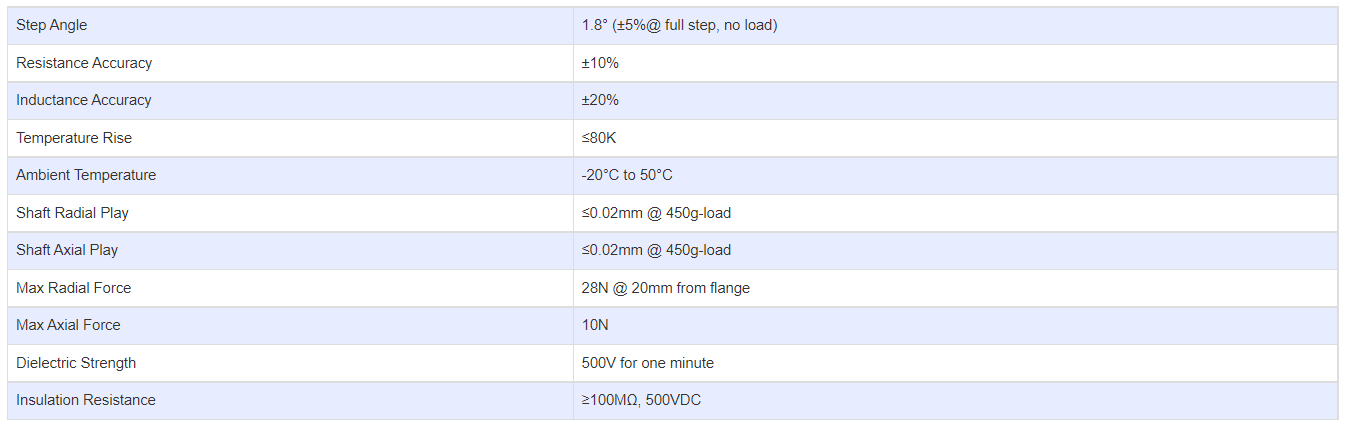 Step Angle 1.8° (±5%@ full step, no load)
Resistance Accuracy ±10%
Inductance Accuracy ±20%
Temperature Rise ≤80K
Ambient Temperature -20°C to 50°C
Shaft Radial Play ≤0.02mm @ 450g-load
Shaft Axial Play ≤0.02mm @ 450g-load
Max Radial Force 28N @ 20mm from flange
Max Axial Force 10N
Dielectric Strength 500V for one minute
Insulation Resistance ≥100MΩ, 500VDC